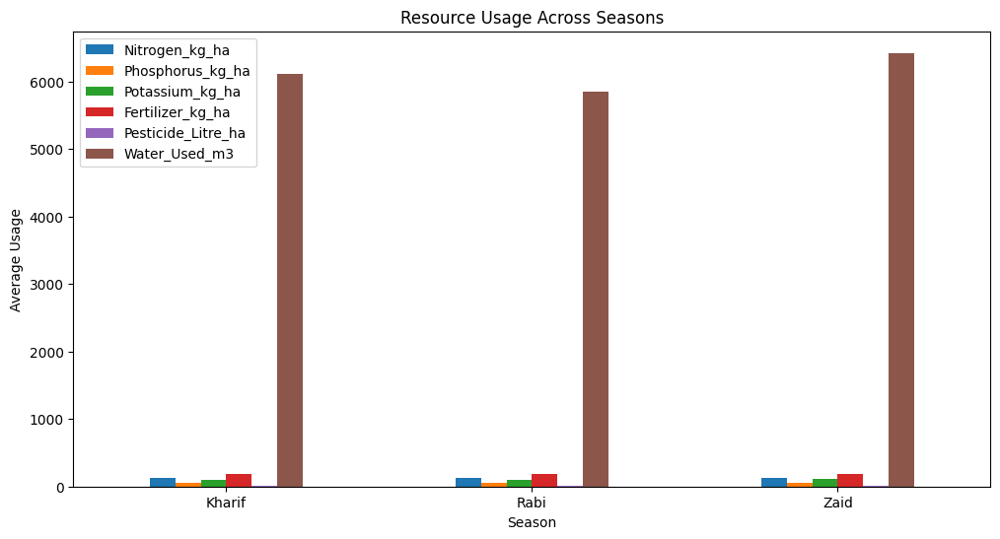 Resource Usage Across Seasons
Nitrogen_kg_ha
Phosphorus_kg_ha
Potassium_kg_ha
Fertilizer_kg_ha
Pesticide_Litre_ha
Water_Used_m3
Average Usage
6000
5000
4000
3000
2000
1000
0
Kharif Rabi Zaid
Season